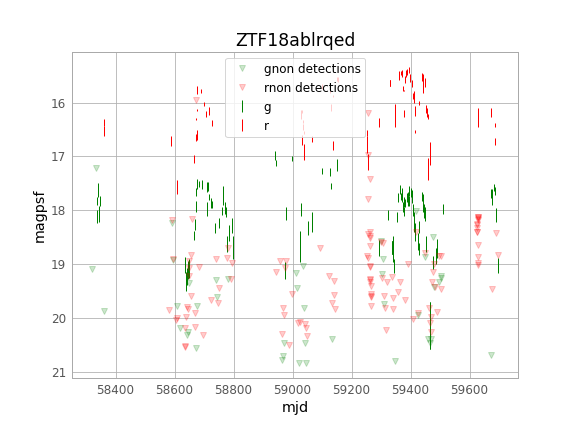 ZTF18ablrqed
gnon detections
rnon detections
g
r
magpsf
16
17
18
19
20
21
58400
58600
58800
59000
59200
59400
59600
mjd